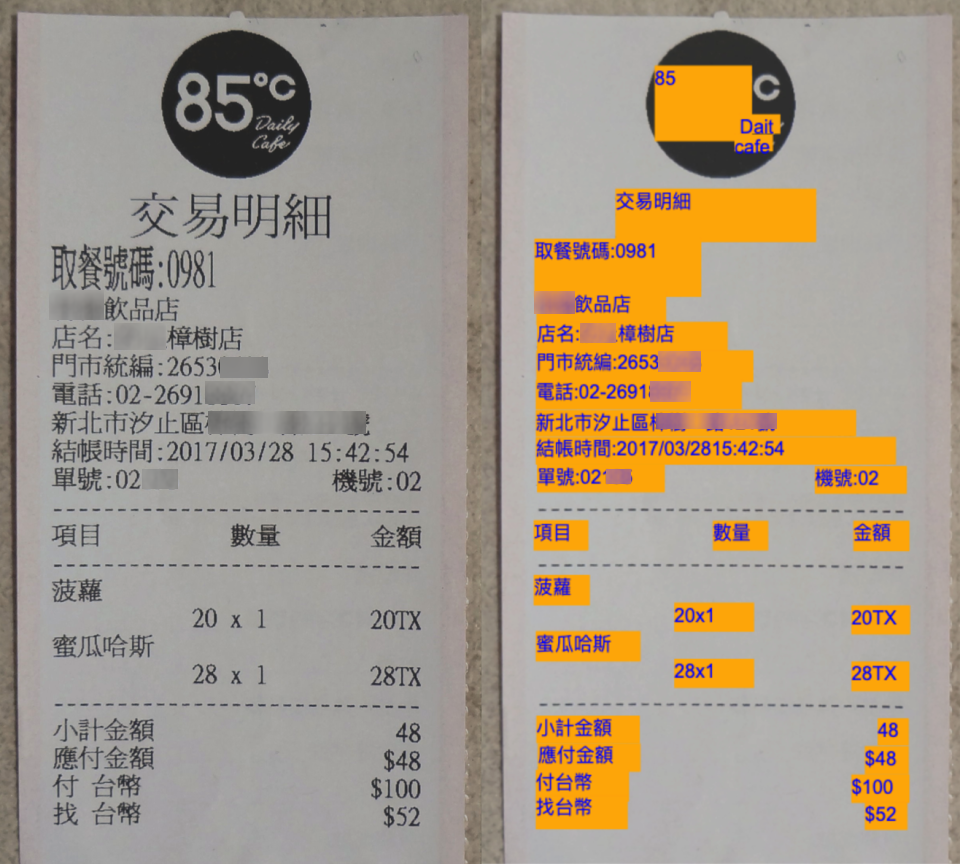 85°C
Daily
Cafe
交易明細
取餐號碼:0981
飲品店
店名: 樟樹店
門市統編:2653
電話:02-2691
新北市汐止區
結帳時間:2017/03/28 15:42:54
單號:02 機號:02
項目 數量 金額
菠蘿
20 x 1 20TX
蜜瓜哈斯
28 x 1 28TX
小計金額 48
應付金額 $48
付 台幣 $100
找 台幣 $52
85 C
Dait
cafe
交易明細
取餐號碼:0981
飲品店
店名: 樟樹店
門市統編:2653
電話:02-2691
新北市汐止區
結帳時間:2017/03/2815:42:54
單號:02 機號:02
項目 數量 金額
菠蘿
20x1 20TX
蜜瓜哈斯
28x1 28TX
小計金額 48
應付金額 $48
付台幣 $100
找台幣 $52